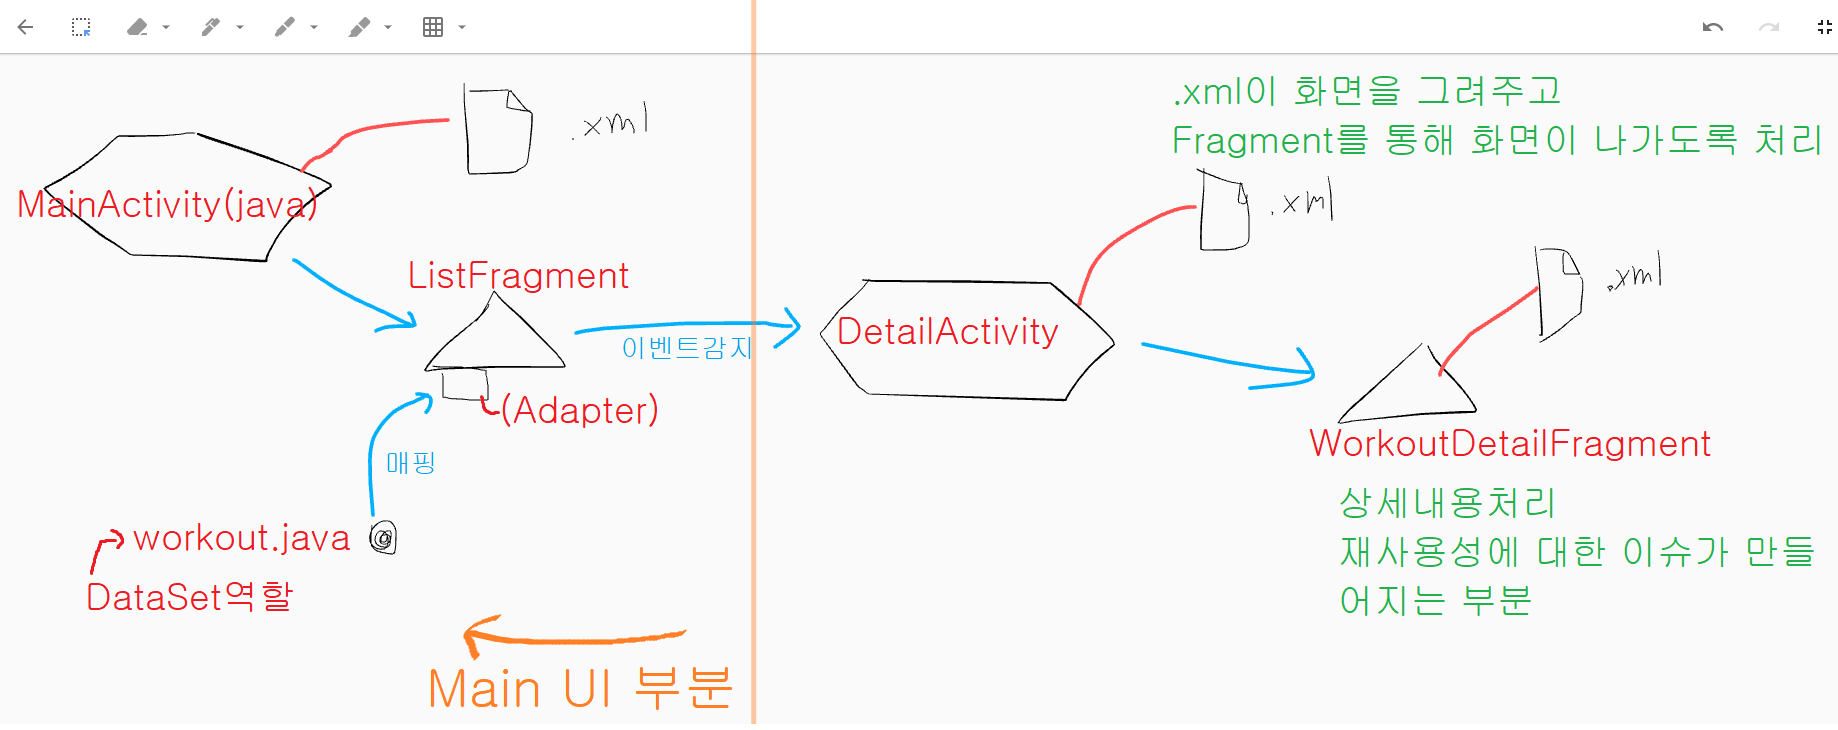 .xml
MainActivity(java)
ListFragment
이벤트감지
(Adapter)
매핑
workout.java
DataSet역할
Main UI 부분
.xml이 화면을 그려주고
Fragment를 통해 화면이 나가도록 처리
.xml
DetailActivity
.xml
WorkoutDetailFragment
상세내용처리
재사용성에 대한 이슈가 만들
어지는 부분